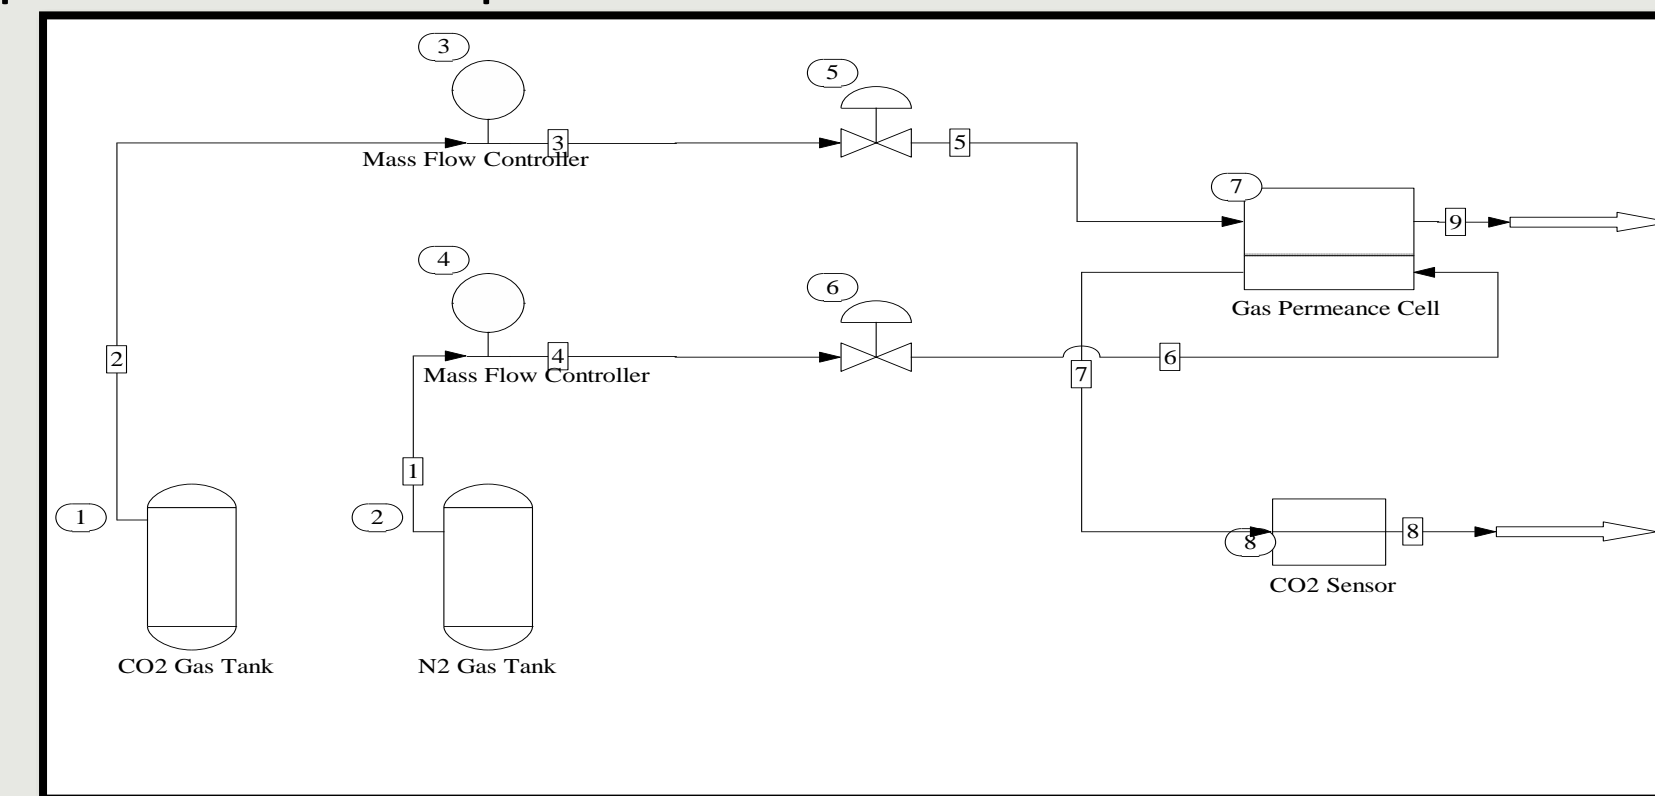 3
5
3
5
Mass Flow Controller
7
9
4
6
Gas Permeance Cell
2
4
6
7
Mass Flow Controller
1
1
2
8
8
CO2 Sensor
CO2 Gas Tank
N2 Gas Tank